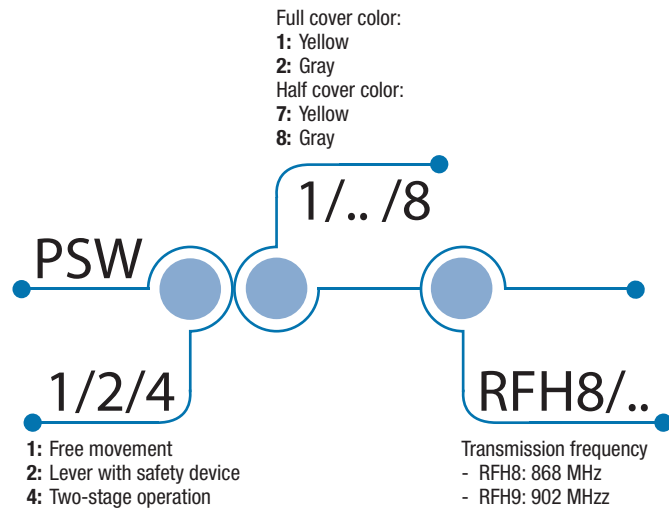 Full cover color:
1: Yellow
2: Gray
Half cover color:
7: Yellow
8: Gray
1/.. /8
PSW
1/2/4
RFH8/..
1: Free movement
2: Lever with safety device
4: Two-stage operation
Transmission frequency
- RFH8: 868 MHz
- RFH9: 902 MHzz